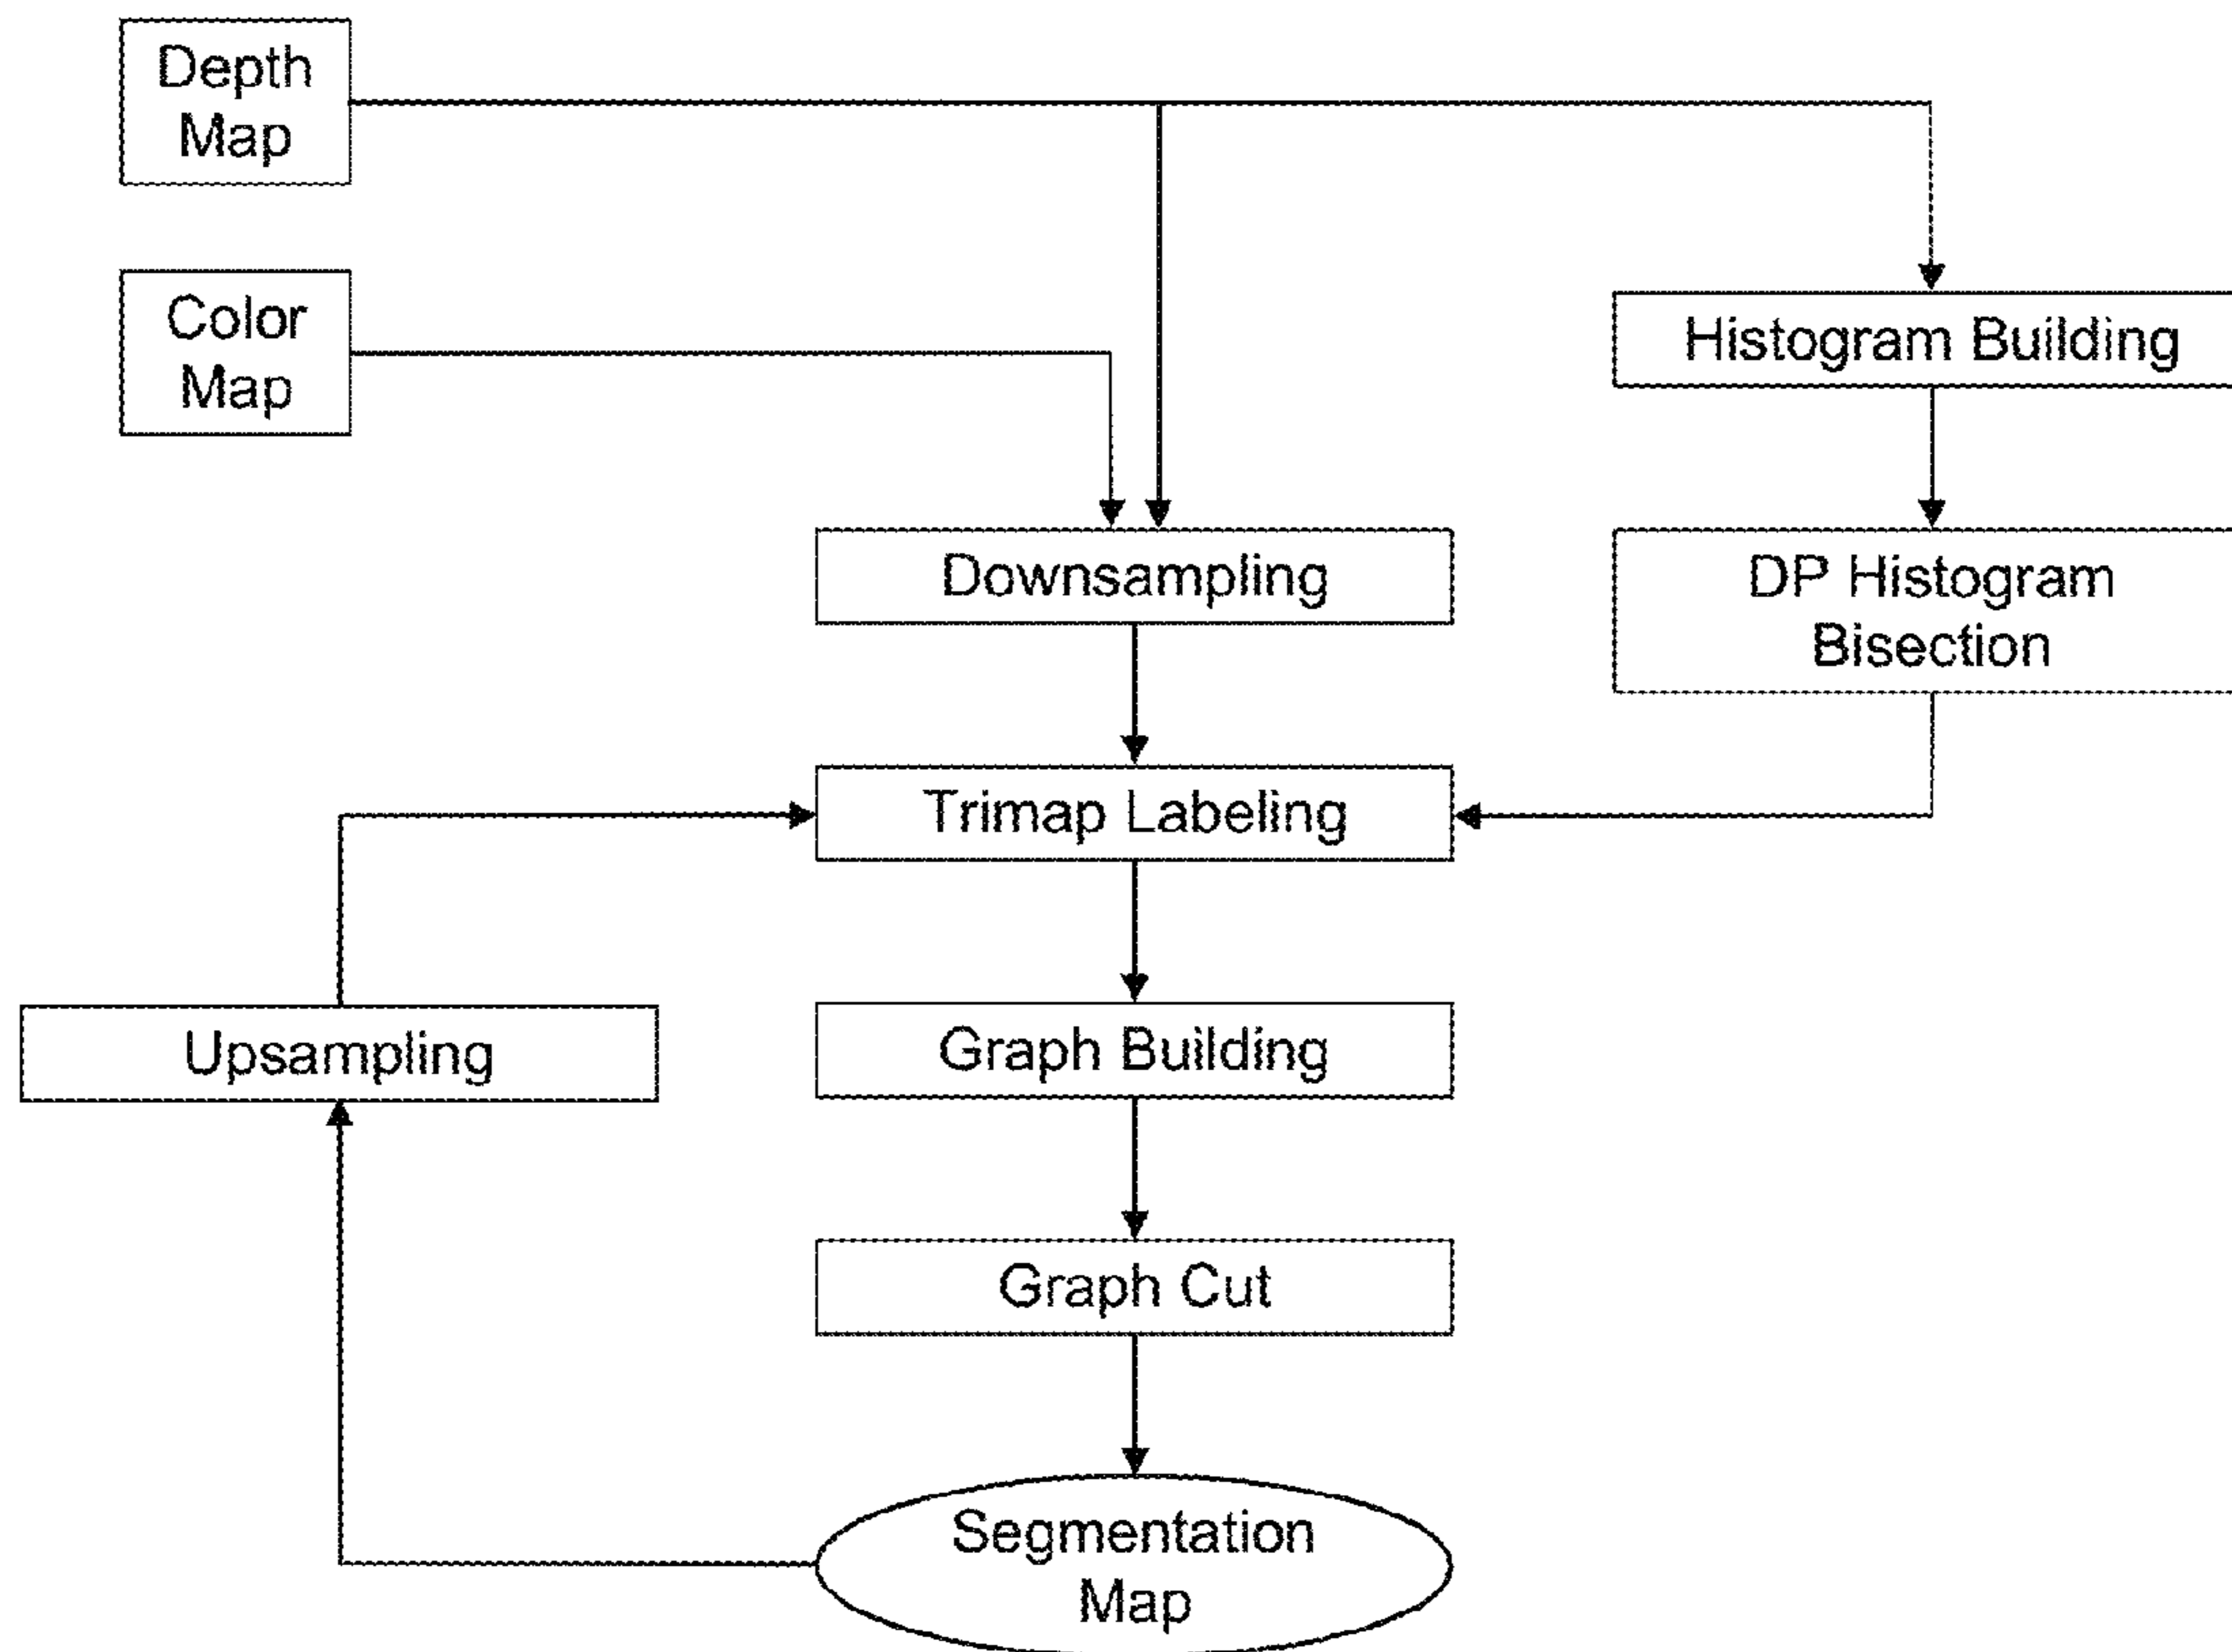 Depth
Map
Color
Map
Histogram Building
Downsampling
DP Histogram
Bisection
Trimap Labeling
Upsampling
Graph Building
Graph Cut
Segmentation
Map